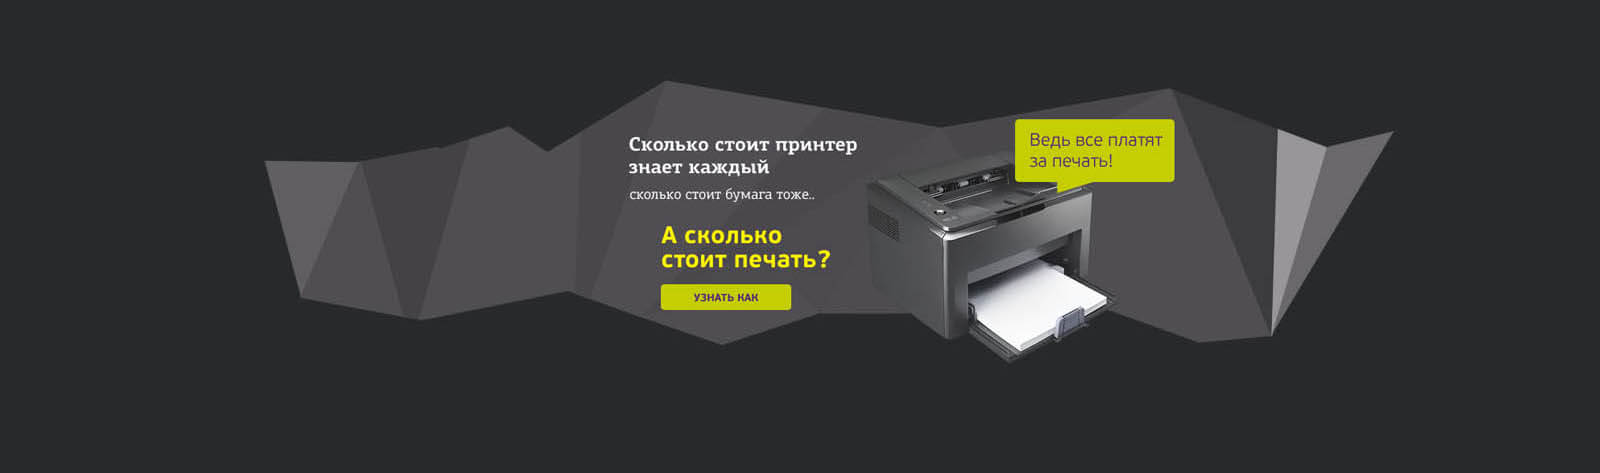 Сколько стоит принтер
знает каждый
сколько стоит бумага тоже..
А сколько
стоит печать?
УЗНАТЬ КАК
Ведь все платят
за печать!